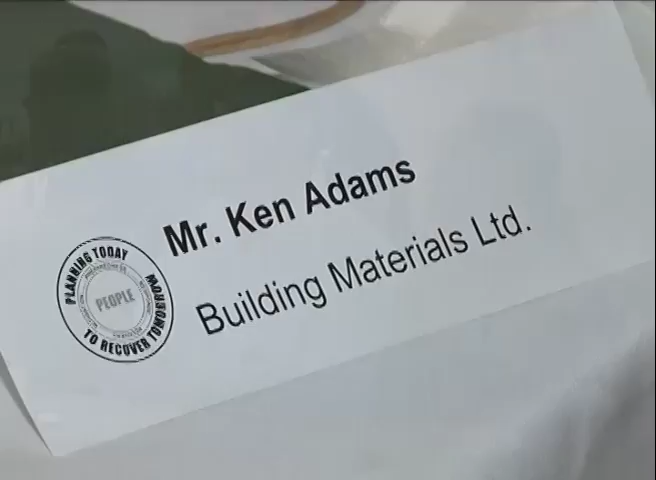 Mr. Ken Adams
Building Materials Ltd.
PLANNING TODAY
PEOPLE
TO RECOVER TOMORROW